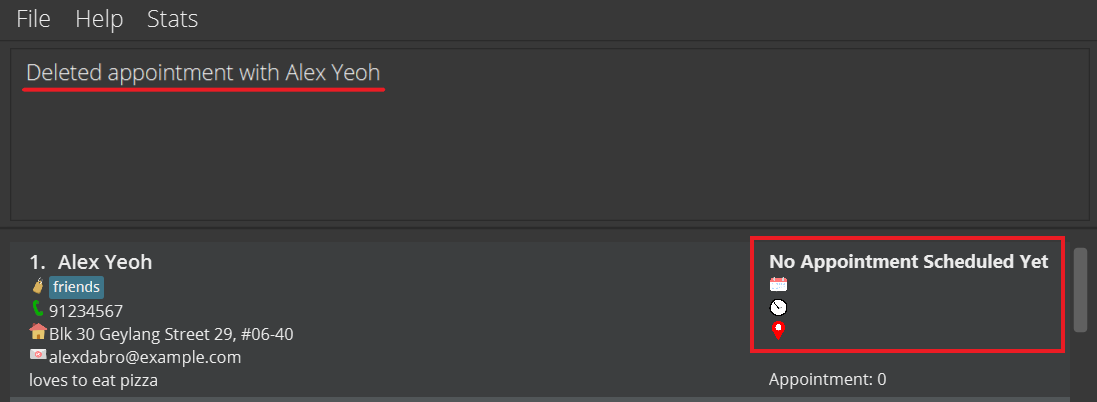 File Help Stats
Deleted appointment with Alex Yeoh
1. Alex Yeoh
friends
91234567
Blk 30 Geylang Street 29, #06-40
alexdabro@example.com
loves to eat pizza
No Appointment Scheduled Yet
Appointment: 0